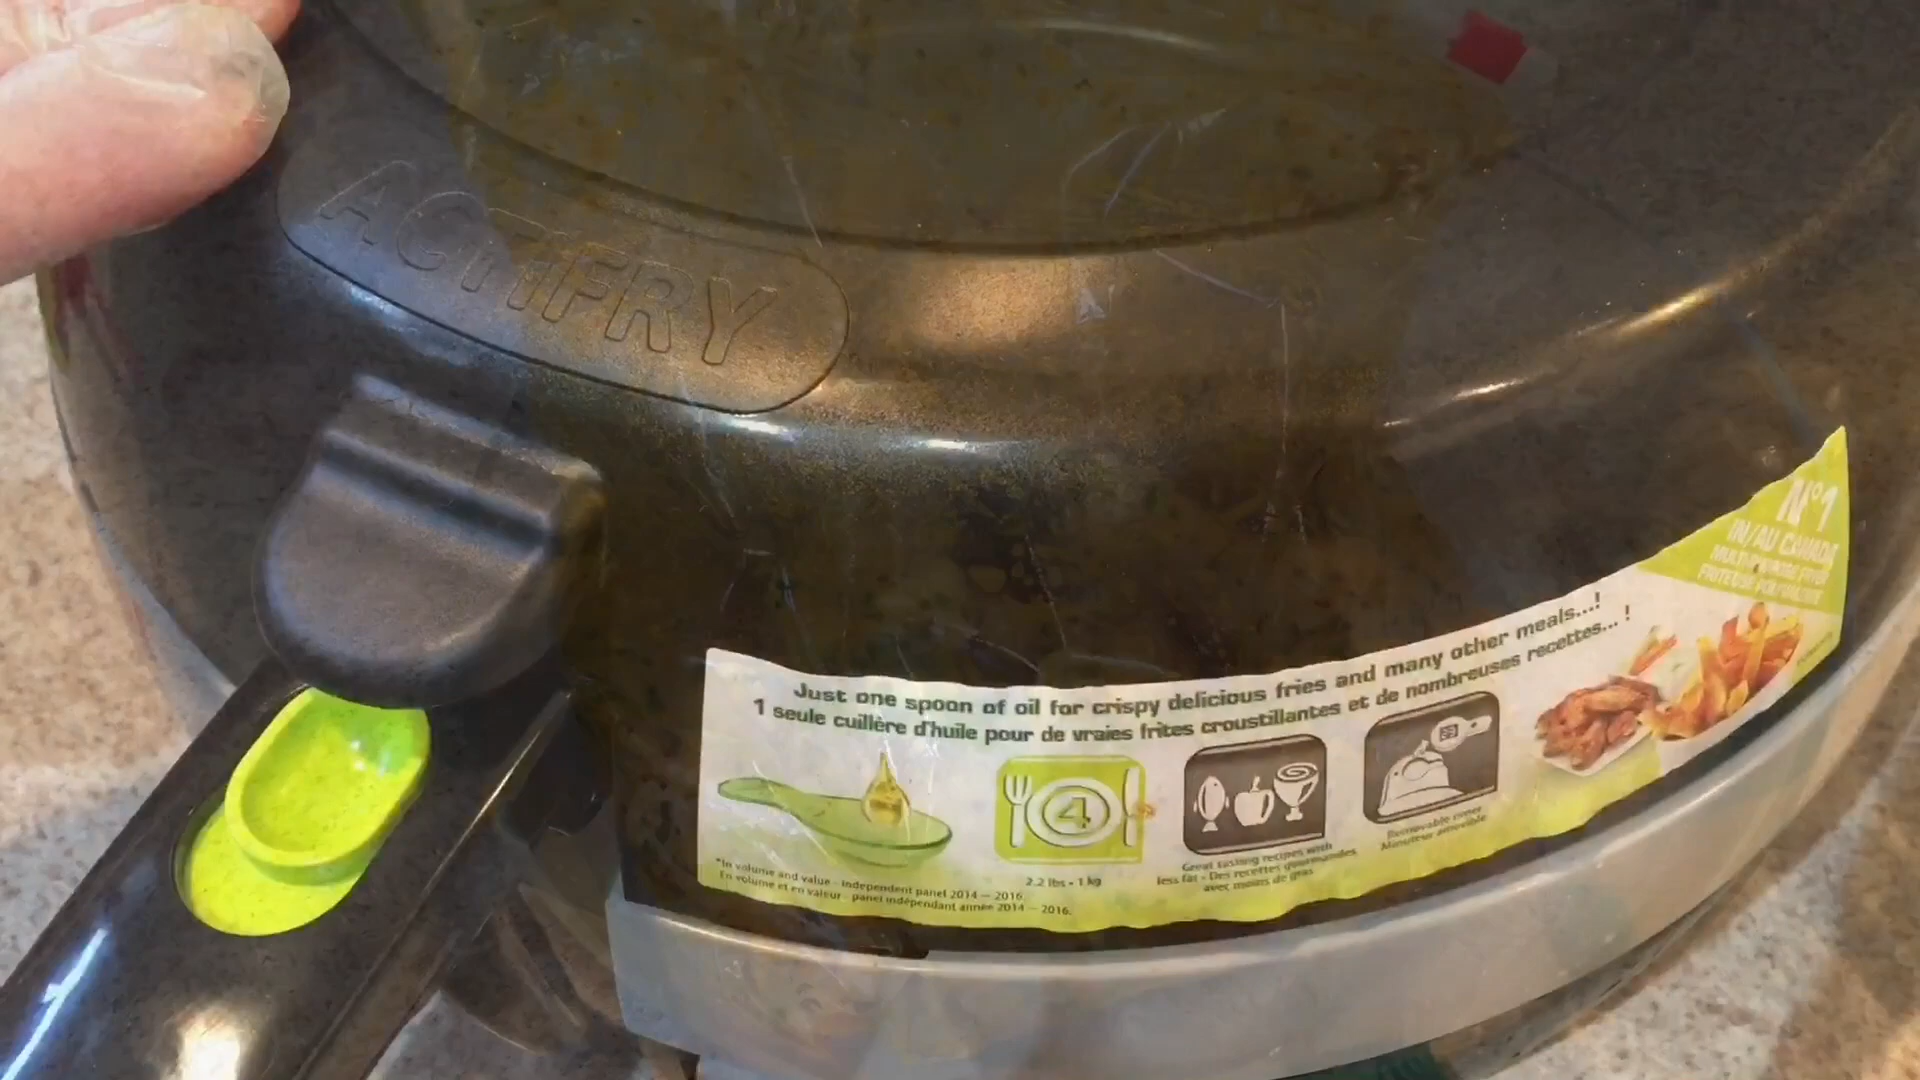 ACTIFRY
N°1
IN/AU CANADA
Just one spoon of oil for crispy delicious fries and many other meals...!
1 seule cuillère d'huile pour de vraies frites croustillantes et de nombreuses recettes... !
4
2.2 lbs - 1 kg
Great tasting recipes with
less fat - Des recettes gourmandes
avec moins de gras
Removable timer
Minuteur amovible
*In volume and value - independent panel 2014 – 2016.
En volume et en valeur - panel indépendant année 2014 – 2016.